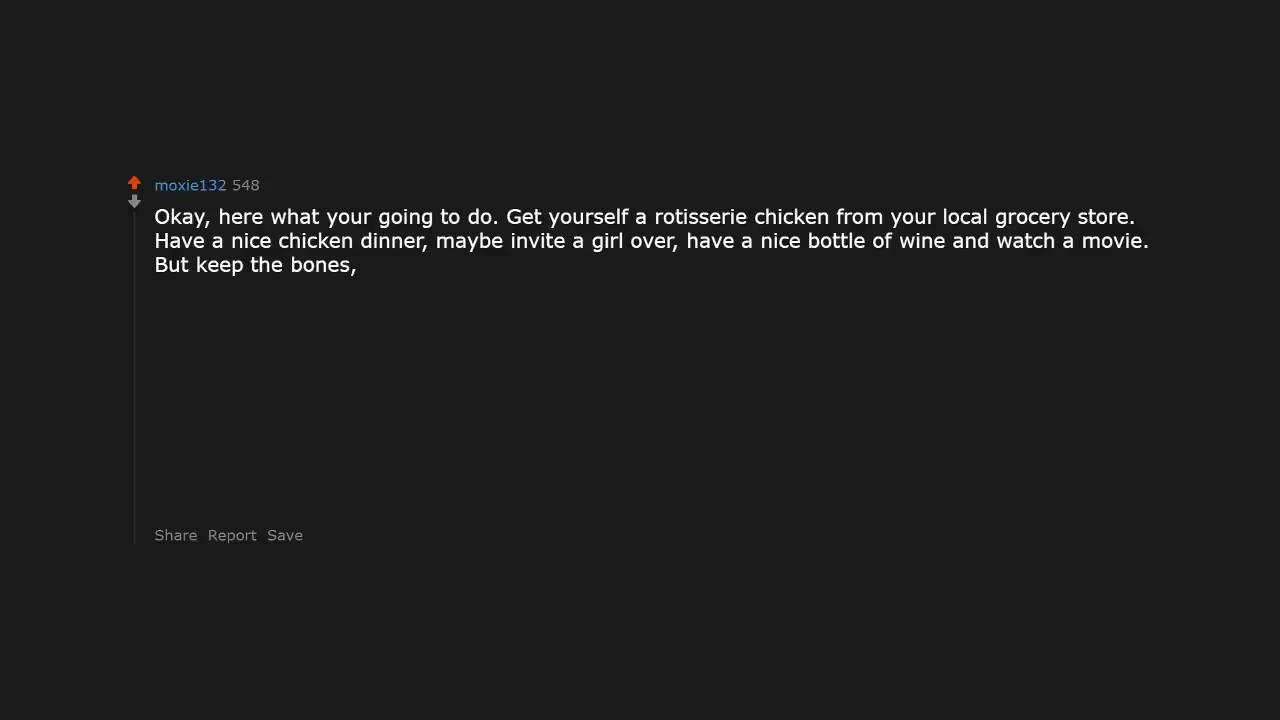 moxie132 548
Okay, here what your going to do. Get yourself a rotisserie chicken from your local grocery store.
Have a nice chicken dinner, maybe invite a girl over, have a nice bottle of wine and watch a movie.
But keep the bones,
Share Report Save